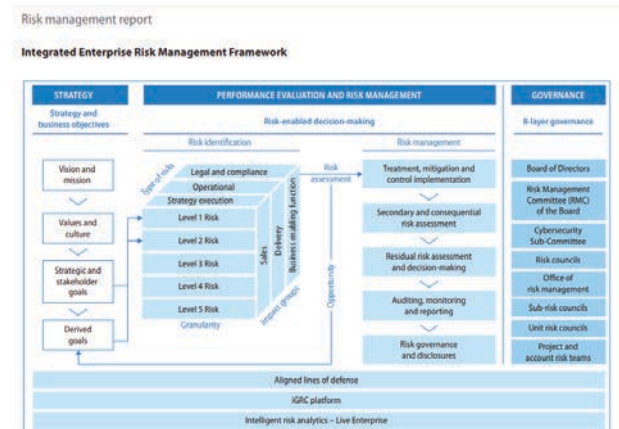 Risk management report
Integrated Enterprise Risk Management Framework
STRATEGY
PERFORMANCE EVALUATION AND RISK MANAGEMENT
GOVERNANCE
Strategy and
business objectives
Risk-enabled decision-making
8-layer governance
Risk identification
Risk management
Vision and
mission
Values and
culture
Strategic and
stakeholder
goals
Derived
goals
Type of risks
Legal and compliance
Operational
Strategy execution
Level 1 Risk
Level 2 Risk
Level 3 Risk
Level 4 Risk
Level 5 Risk
Granularity
Sales
Delivery
Business enabling function
Impact groups
Risk
assessment
Opportunity
Treatment, mitigation and
control implementation
Secondary and consequential
risk assessment
Residual risk assessment
and decision-making
Auditing, monitoring
and reporting
Risk governance
and disclosures
Board of Directors
Risk Management
Committee (RMC)
of the Board
Cybersecurity
Sub-Committee
Risk councils
Office of
risk management
Sub-risk councils
Unit risk councils
Project and
account risk teams
Aligned lines of defense
iGRC platform
Intelligent risk analytics – Live Enterprise